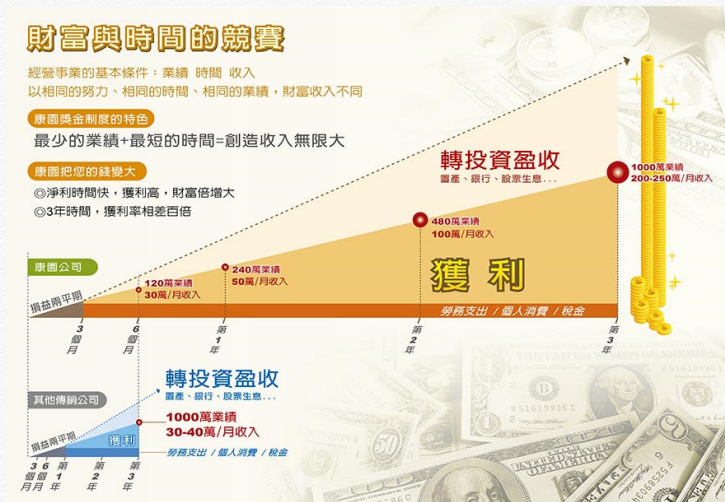 財富與時間的競賽
經營事業的基本條件：業績 時間 收入
以相同的努力、相同的時間、相同的業績，財富收入不同
康園獎金制度的特色
最少的業績+最短的時間=創造收入無限大
康園把您的錢變大
◎淨利時間快，獲利高，財富倍增大
◎3年時間，獲利率相差百倍
轉投資盈收
置產、銀行、股票生息...
1000萬業績
200-250萬/月收入
480萬業績
100萬/月收入
240萬業績
50萬/月收入
120萬業績
30萬/月收入
康園公司
損益兩平期
獲利
勞務支出 / 個人消費 / 稅金
3個月
6個月
第1年
第2年
第3年
其他傳銷公司
轉投資盈收
置產、銀行、股票生息...
1000萬業績
30-40萬/月收入
損益兩平期
獲利
勞務支出 / 個人消費 / 稅金
3個月
6個月
第1年
第2年
第3年
THE UNITED STATES OF AMERICA
B 51619935 I
50